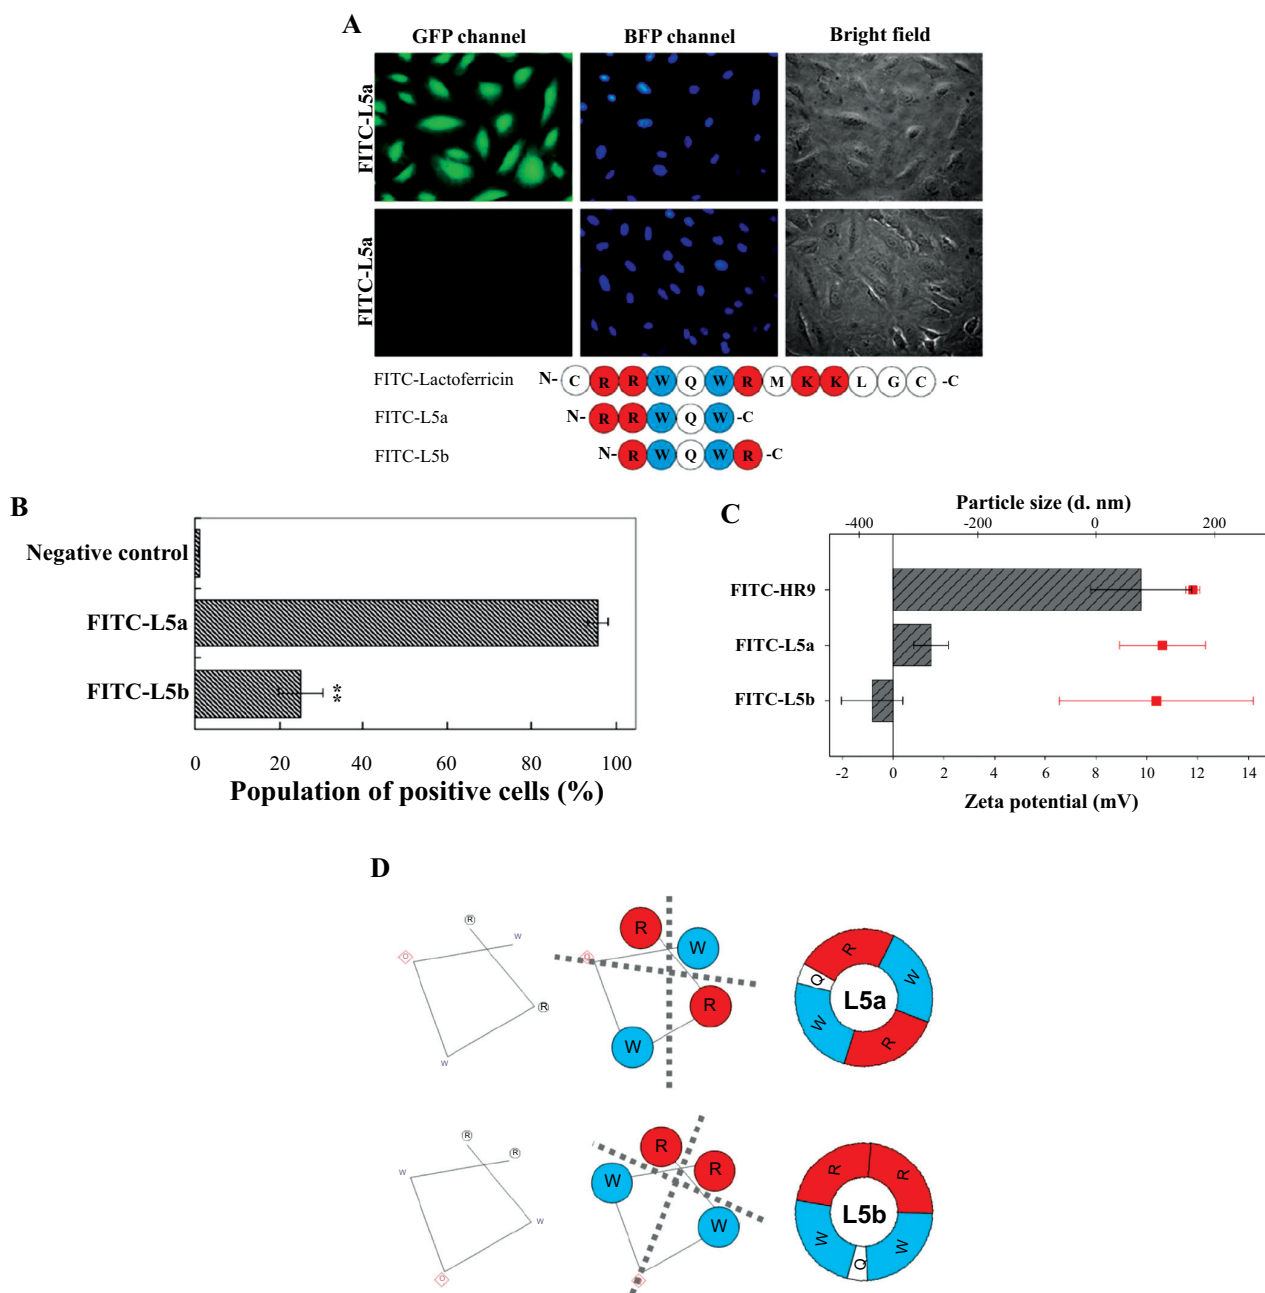 A
GFP channel BFP channel Bright field
FITC-L5a
FITC-L5a
FITC-Lactoferricin N- C R R W Q W R M K K L G C -C
FITC-L5a N- R R W Q W -C
FITC-L5b N- R W Q W R -C
B
Negative control
FITC-L5a
FITC-L5b
**
0 20 40 60 80 100
Population of positive cells (%)
C
Particle size (d. nm)
-400 -200 0 200
FITC-HR9
FITC-L5a
FITC-L5b
-2 0 2 4 6 8 10 12 14
Zeta potential (mV)
D
R
W
Q
R
W
R
W
Q
R
W
R
W
Q
L5a
W
R
R
R
W
W
Q
R
R
W
W
Q
R
R
L5b
W
W
Q